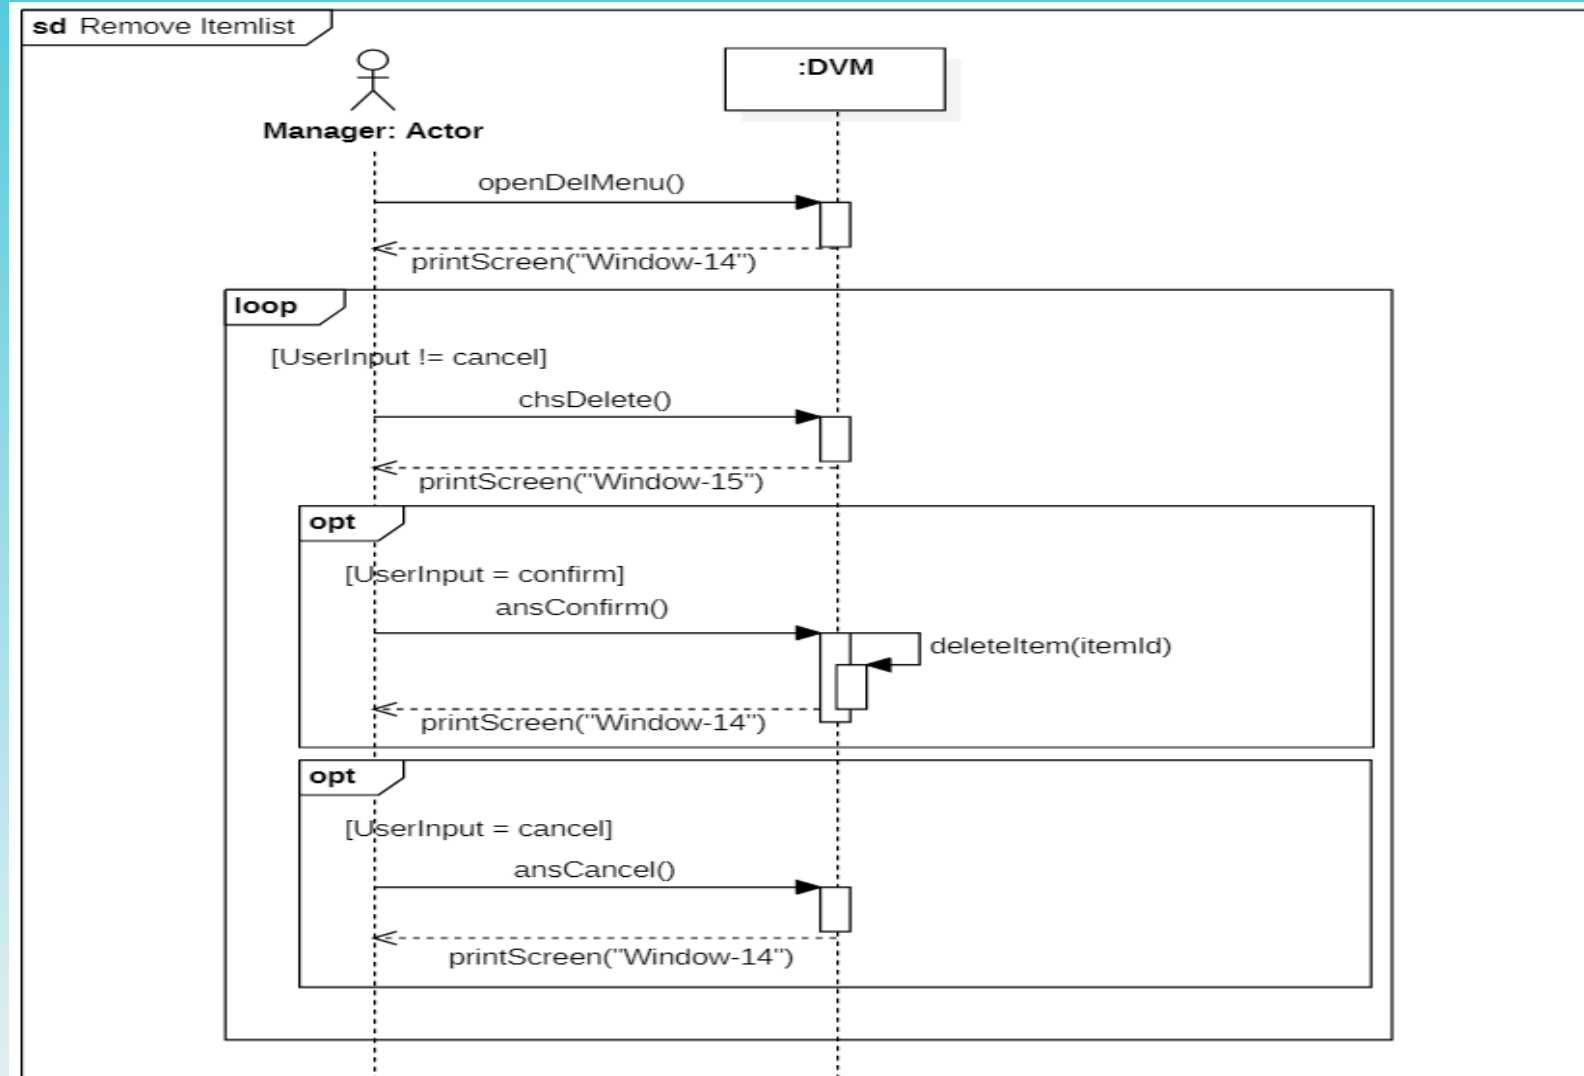 sd Remove Itemlist
:DVM
Manager: Actor
openDelMenu()
printScreen("Window-14")
loop
[UserInput != cancel]
chsDelete()
printScreen("Window-15")
opt
[UserInput = confirm]
ansConfirm()
deleteItem(itemId)
printScreen("Window-14")
opt
[UserInput = cancel]
ansCancel()
printScreen("Window-14")